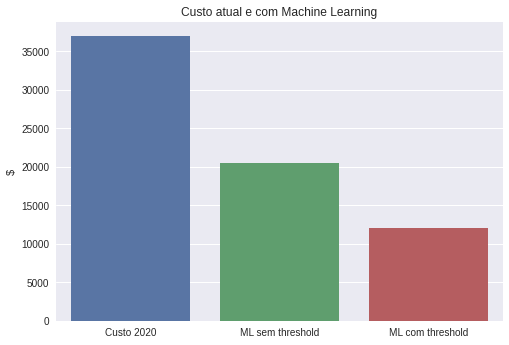 Custo atual e com Machine Learning
$
35000
30000
25000
20000
15000
10000
5000
0
Custo 2020
ML sem threshold
ML com threshold